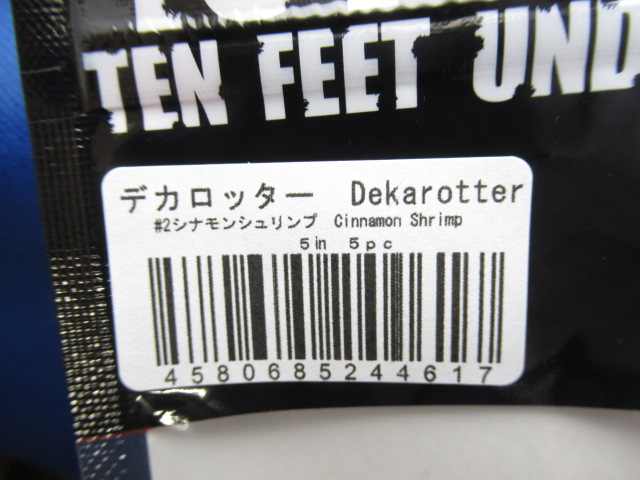 TEN FEET UND
デカロッター Dekarotter
#2シナモンシュリンプ Cinnamon Shrimp
5in 5pc
4580685244617